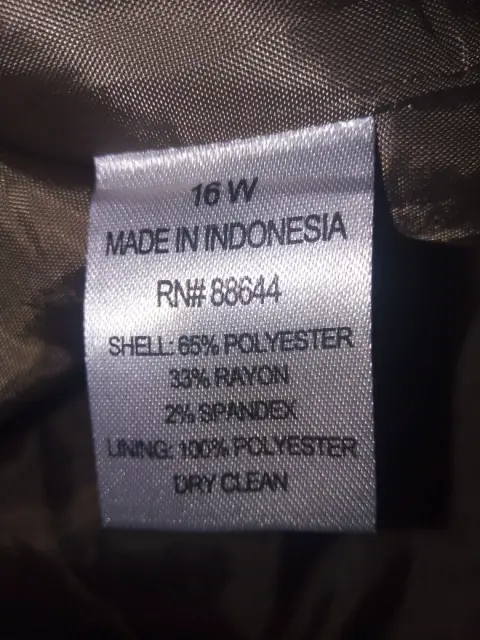 16 W
MADE IN INDONESIA
RN# 88644
SHELL: 65% POLYESTER
33% RAYON
2% SPANDEX
LINING: 100% POLYESTER
DRY CLEAN